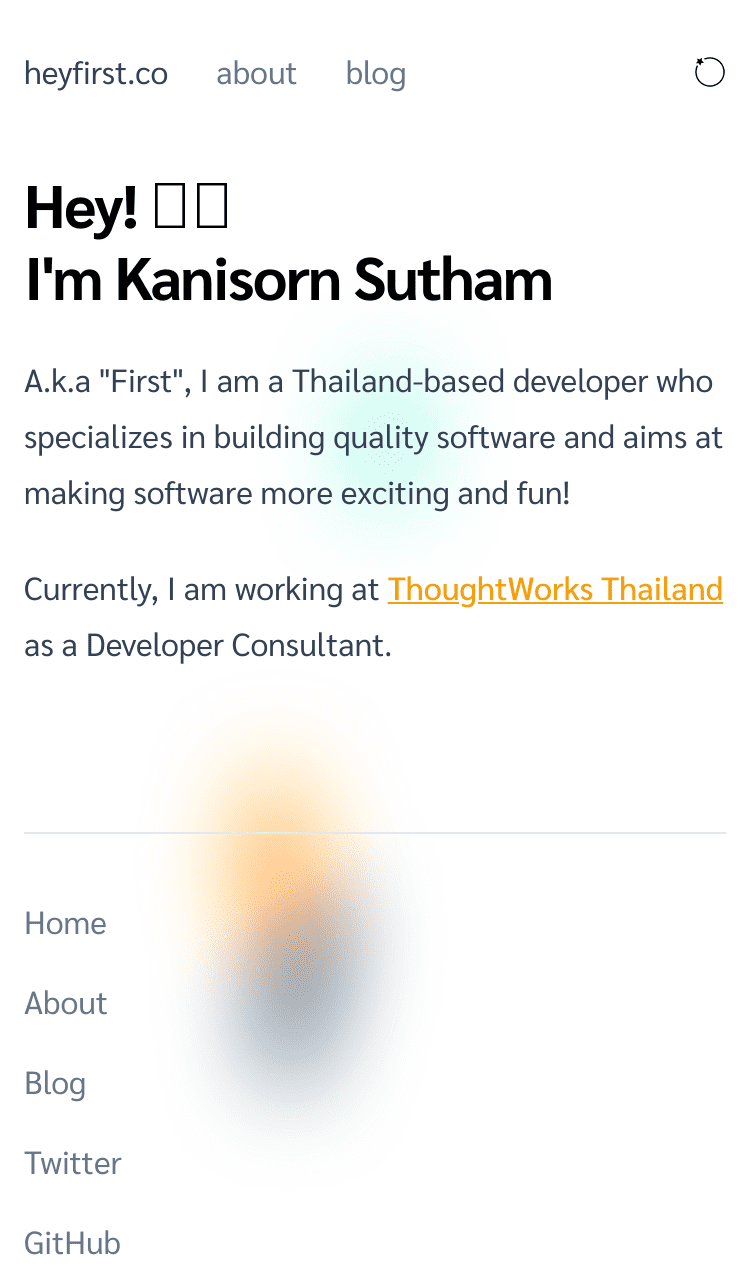 heyfirst.co about blog
Hey!
I'm Kanisorn Sutham
A.k.a "First", I am a Thailand-based developer who
specializes in building quality software and aims at
making software more exciting and fun!
Currently, I am working at ThoughtWorks Thailand
as a Developer Consultant.
Home
About
Blog
Twitter
GitHub